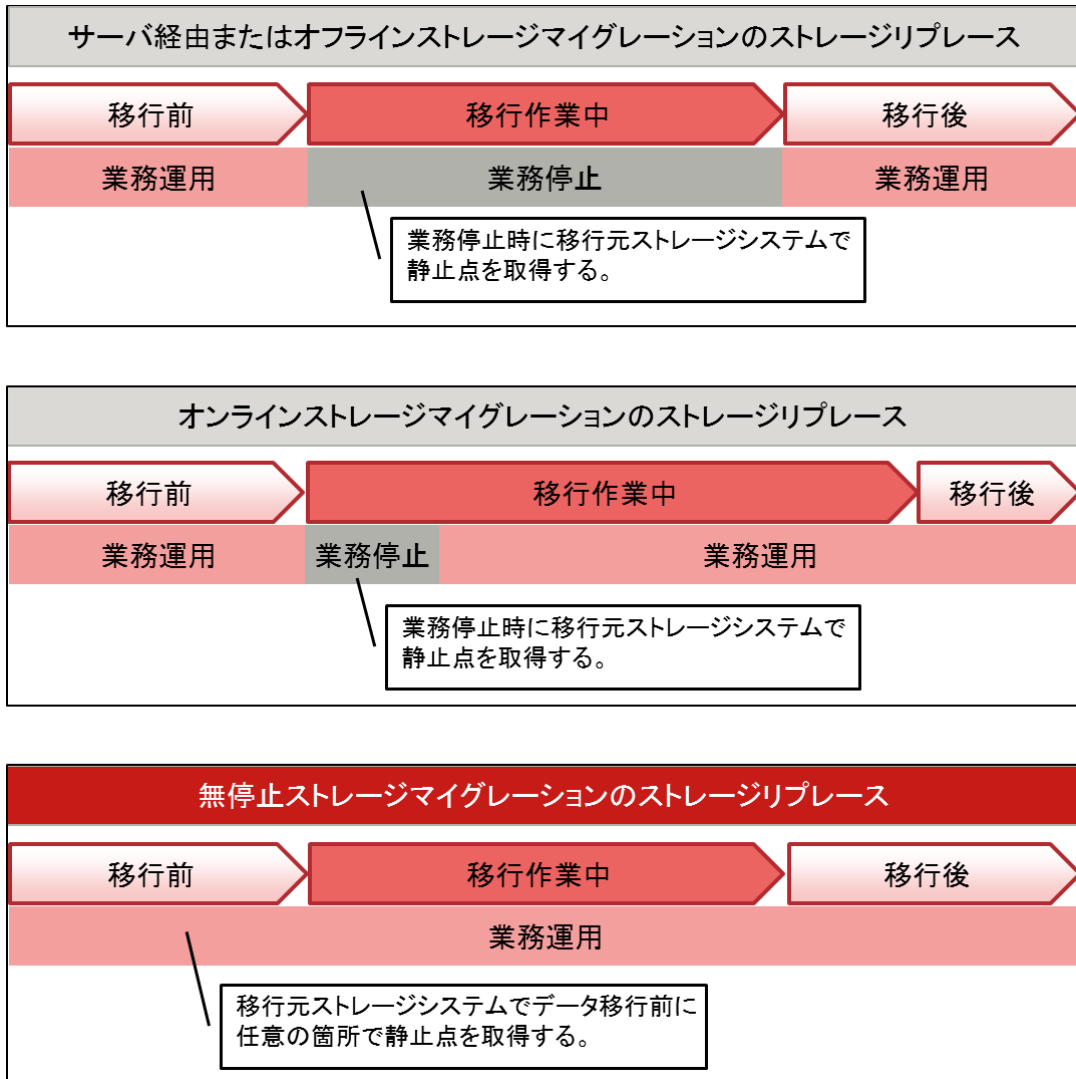 サーバ経由またはオフラインストレージマイグレーションのストレージリプレース
移行前
移行作業中
移行後
業務運用
業務停止
業務運用
業務停止時に移行元ストレージシステムで
静止点を取得する。
オンラインストレージマイグレーションのストレージリプレース
移行前
移行作業中
移行後
業務運用
業務停止
業務運用
業務停止時に移行元ストレージシステムで
静止点を取得する。
無停止ストレージマイグレーションのストレージリプレース
移行前
移行作業中
移行後
業務運用
移行元ストレージシステムでデータ移行前に
任意の箇所で静止点を取得する。